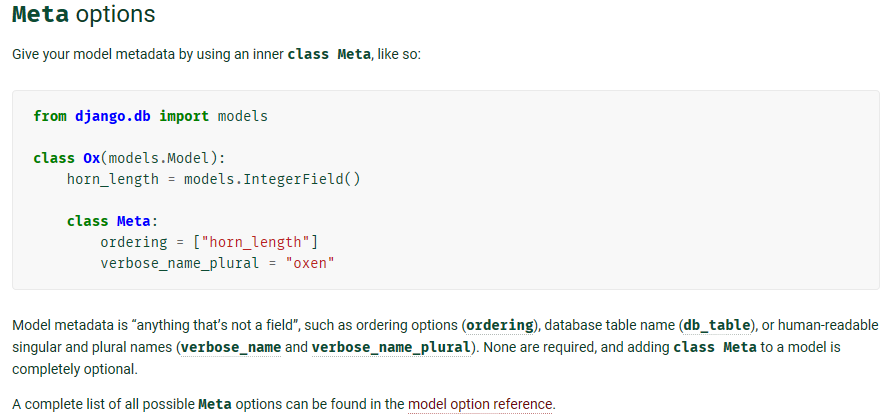 Meta options
Give your model metadata by using an inner class Meta, like so:
from django.db import models
class Ox(models.Model):
    horn_length = models.IntegerField()
    class Meta:
        ordering = ["horn_length"]
        verbose_name_plural = "oxen"
Model metadata is “anything that’s not a field”, such as ordering options (ordering), database table name (db_table), or human-readable
singular and plural names (verbose_name and verbose_name_plural). None are required, and adding class Meta to a model is
completely optional.
A complete list of all possible Meta options can be found in the model option reference.